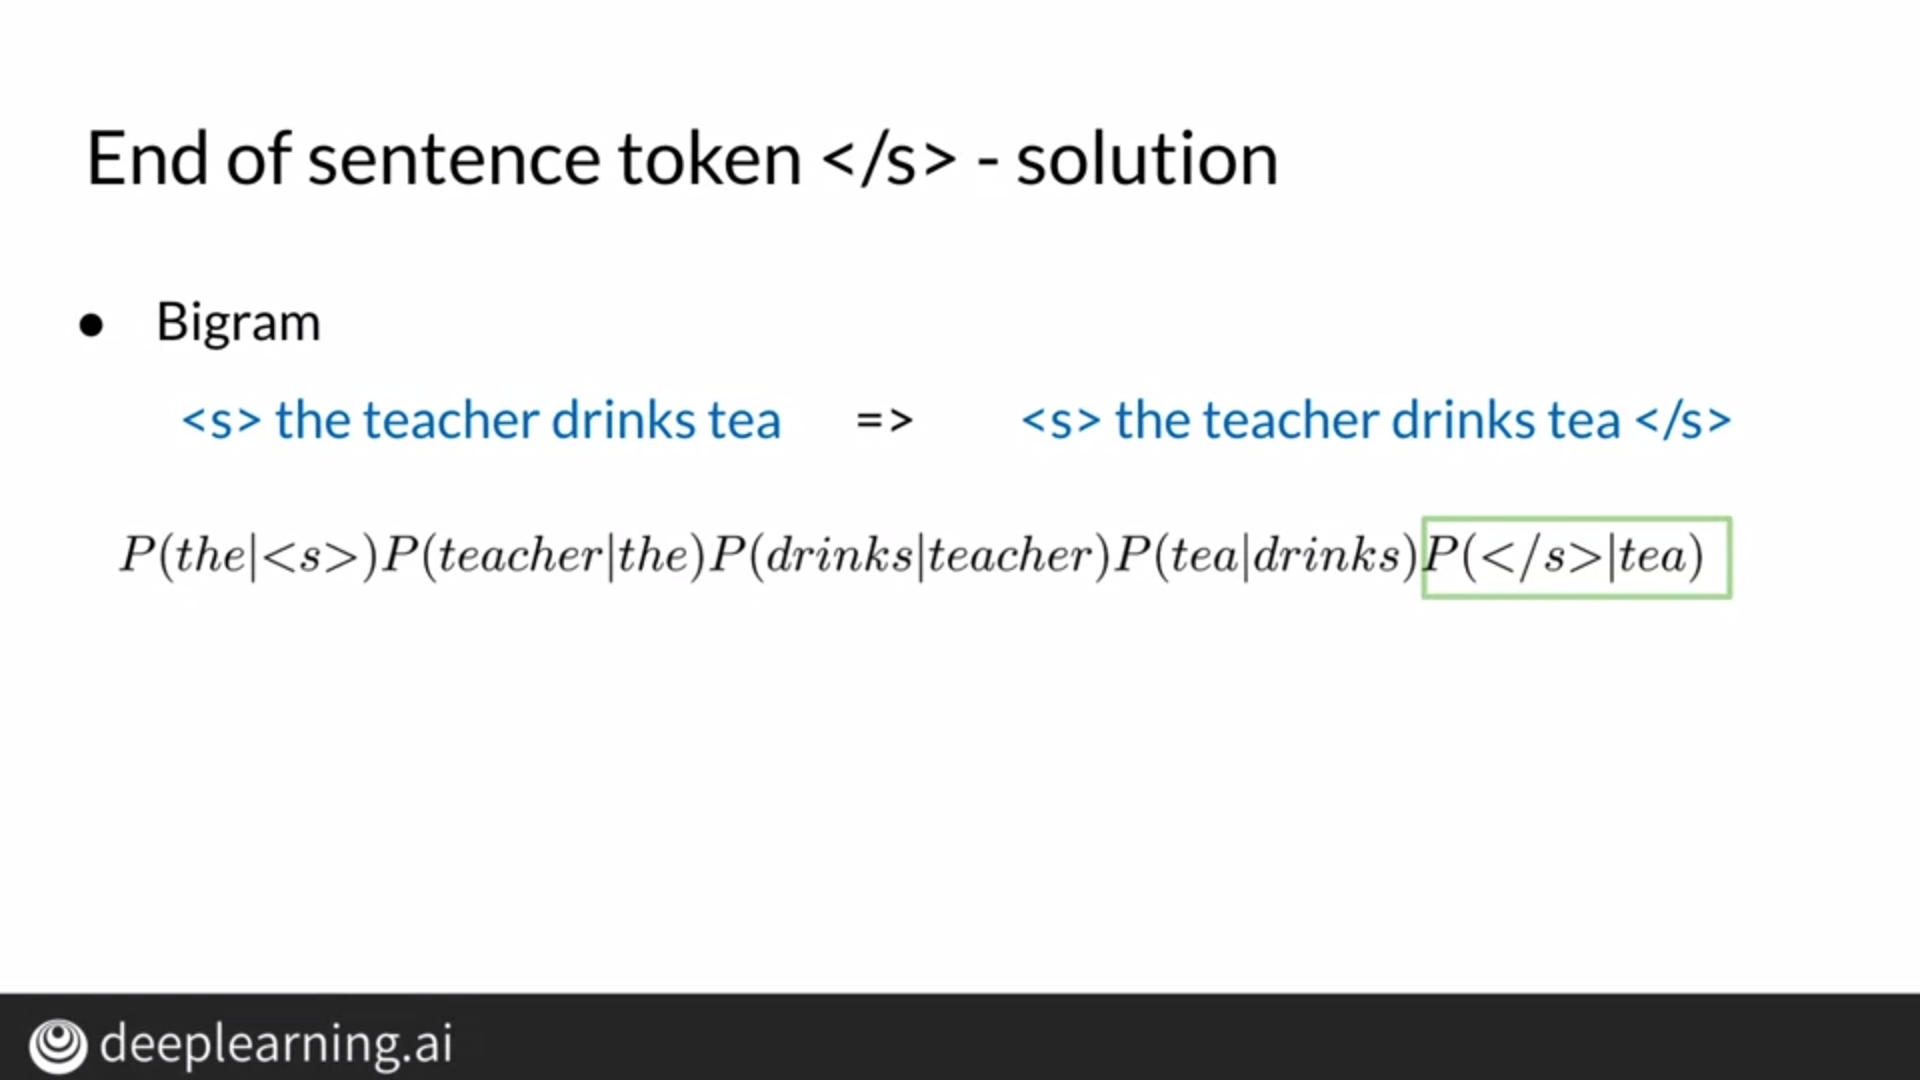 End of sentence token </s> - solution
● Bigram
<s> the teacher drinks tea => <s> the teacher drinks tea </s>
P(the|<s>)P(teacher|the)P(drinks|teacher)P(tea|drinks)P(</s>|tea)
deeplearning.ai